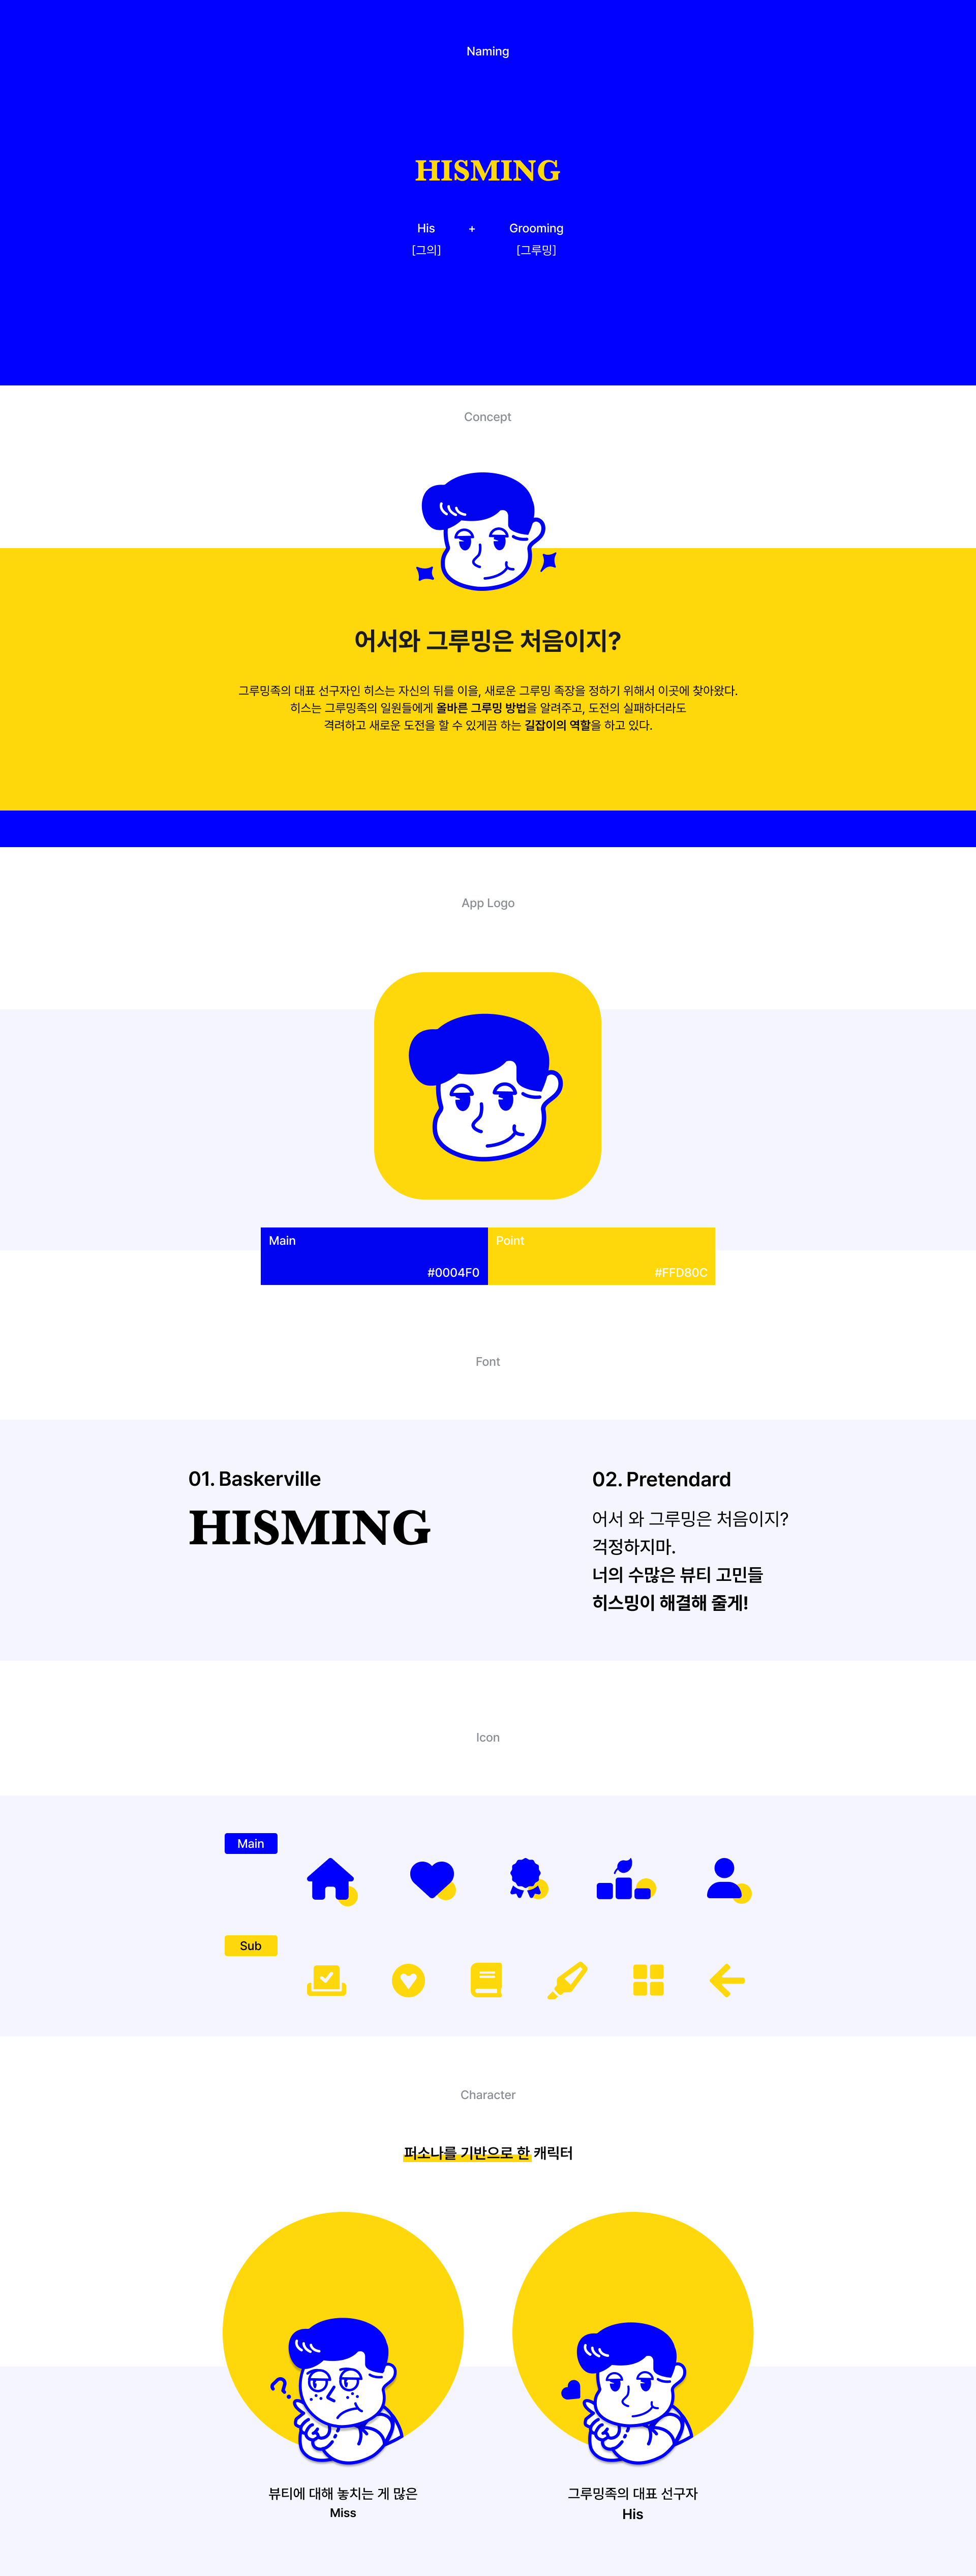 Naming
HISMING
His + Grooming
[그의] [그루밍]
Concept
어서와 그루밍은 처음이지?
그루밍족의 대표 선구자인 히스는 자신의 뒤를 이을, 새로운 그루밍 족장을 정하기 위해서 이곳에 찾아왔다.
히스는 그루밍족의 일원들에게 올바른 그루밍 방법을 알려주고, 도전의 실패하더라도
격려하고 새로운 도전을 할 수 있게끔 하는 길잡이의 역할을 하고 있다.
App Logo
Main
#0004F0
Point
#FFD80C
Font
01. Baskerville
HISMING
02. Pretendard
어서 와 그루밍은 처음이지?
걱정하지마.
너의 수많은 뷰티 고민들
히스밍이 해결해 줄게!
Icon
Main
Sub
Character
퍼소나를 기반으로 한 캐릭터
뷰티에 대해 놓치는 게 많은
Miss
그루밍족의 대표 선구자
His